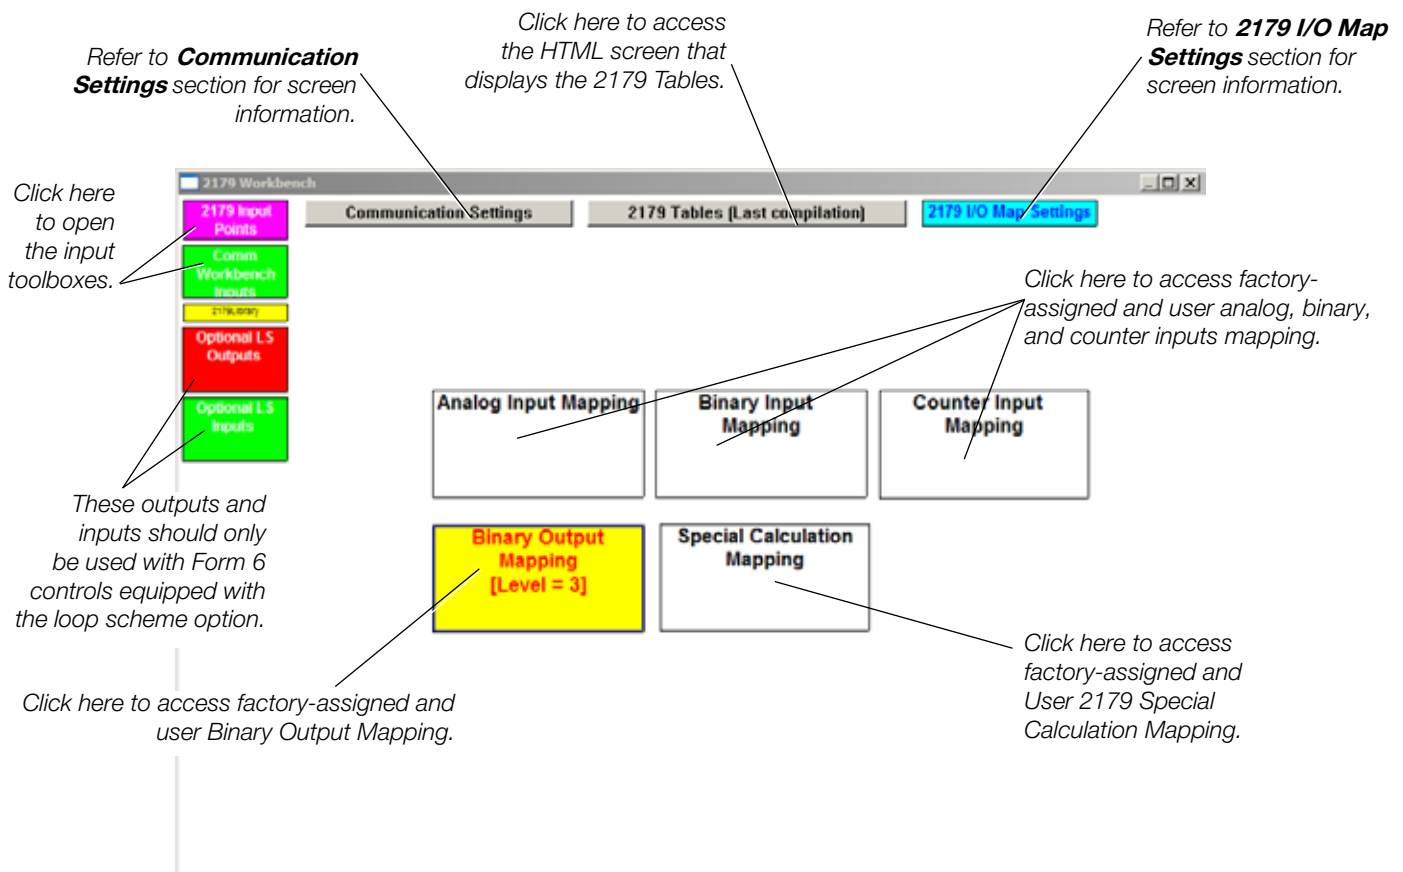 Click here to access
the HTML screen that
displays the 2179 Tables.
Refer to Communication
Settings section for screen
information.
Refer to 2179 I/O Map
Settings section for
screen information.
Click here
to open
the input
toolboxes.
2179 Workbench
2179 Input
Points
Communication Settings
2179 Tables (Last compilation)
2179 I/O Map Settings
Comm
Workbench
Inputs
2179Library
Optional LS
Outputs
Optional LS
Inputs
Click here to access factory-
assigned and user analog, binary,
and counter inputs mapping.
Analog Input Mapping
Binary Input
Mapping
Counter Input
Mapping
These outputs and
inputs should only
be used with Form 6
controls equipped with
the loop scheme option.
Binary Output
Mapping
[Level = 3]
Special Calculation
Mapping
Click here to access factory-assigned and
user Binary Output Mapping.
Click here to access
factory-assigned and
User 2179 Special
Calculation Mapping.